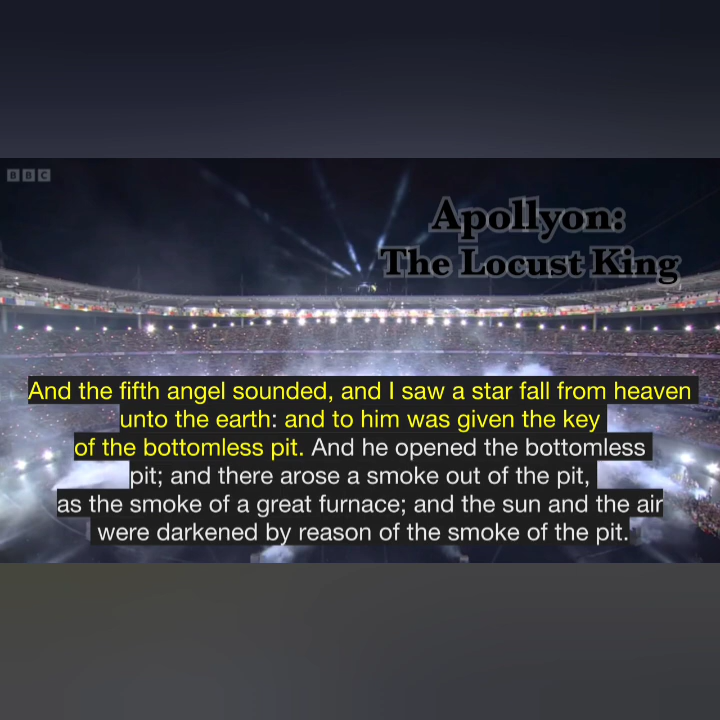 BBC
Apollyon:
The Locust King
And the fifth angel sounded, and I saw a star fall from heaven
unto the earth: and to him was given the key
of the bottomless pit. And he opened the bottomless
pit; and there arose a smoke out of the pit,
as the smoke of a great furnace; and the sun and the air
were darkened by reason of the smoke of the pit.